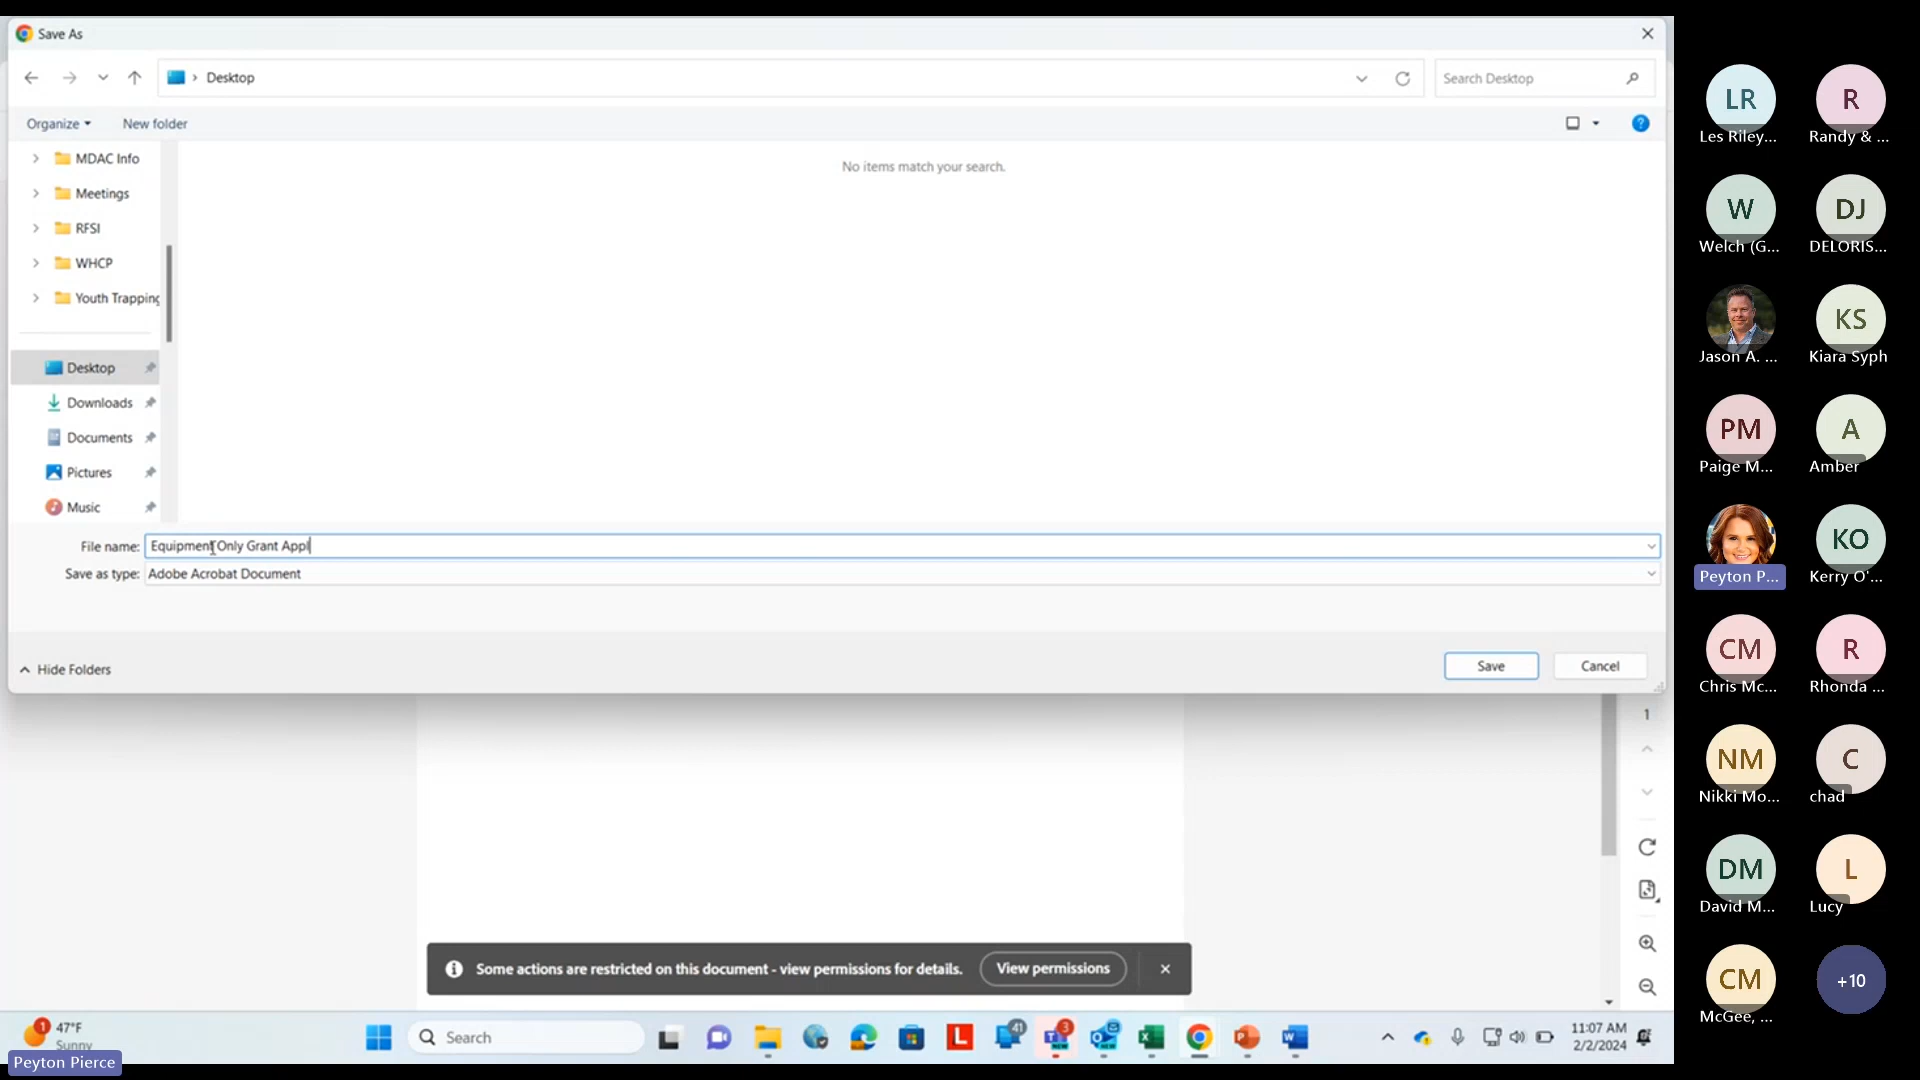 Save As
Desktop
Search Desktop
Organize
New folder
?
MDAC Info
Meetings
RFSI
WHCP
Youth Trapping
No items match your search.
Desktop
Downloads
Documents
Pictures
Music
File name: Equipment Only Grant Appl
Save as type: Adobe Acrobat Document
Hide Folders
Save
Cancel
1
Some actions are restricted on this document - view permissions for details.
View permissions
1
47°F
Sunny
Search
L
41
3
NEW
NEW
11:07 AM
2/2/2024
Peyton Pierce
LR
Les Riley...
R
Randy & ...
W
Welch (G...
DJ
DELORIS...
Jason A. ...
KS
Kiara Syph
PM
Paige M...
A
Amber
Peyton P...
KO
Kerry O'...
CM
Chris Mc...
R
Rhonda ...
NM
Nikki Mo...
C
chad
DM
David M...
L
Lucy
CM
McGee, ...
+10